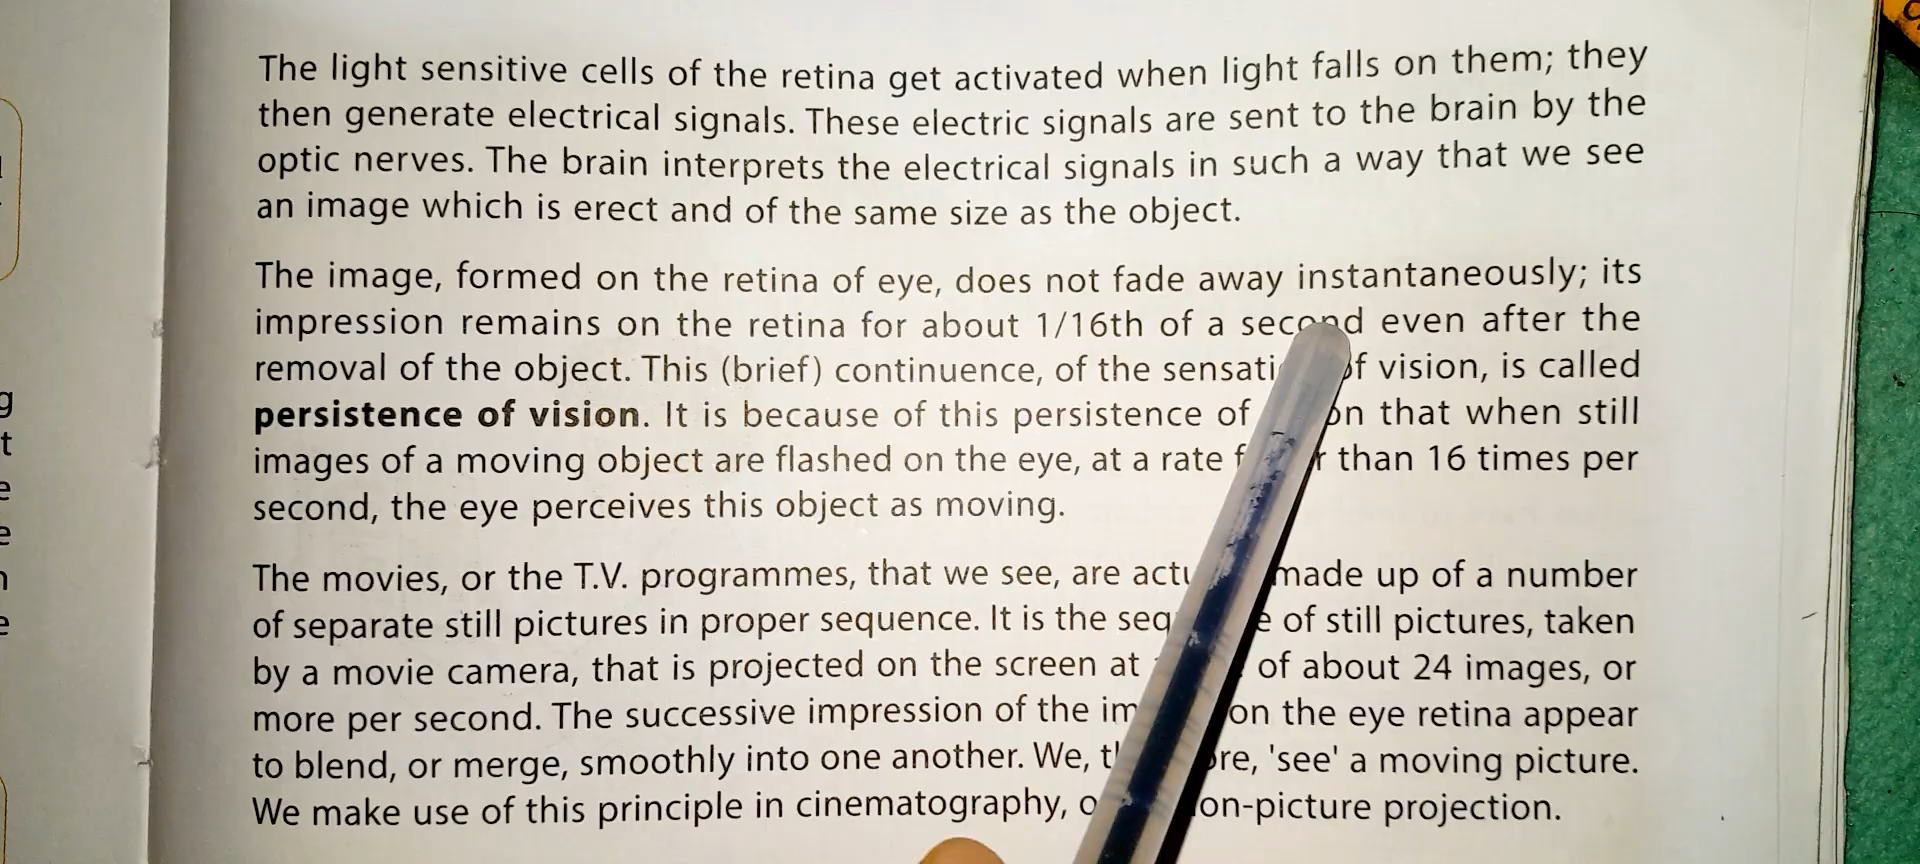 The light sensitive cells of the retina get activated when light falls on them; they
then generate electrical signals. These electric signals are sent to the brain by the
optic nerves. The brain interprets the electrical signals in such a way that we see
an image which is erect and of the same size as the object.
The image, formed on the retina of eye, does not fade away instantaneously; its
impression remains on the retina for about 1/16th of a second even after the
removal of the object. This (brief) continuence, of the of vision, is called
persistence of vision. It is because of this persistence of that when still
images of a moving object are flashed on the eye, at a rate than 16 times per
second, the eye perceives this object as moving.
The movies, or the T.V. programmes, that we see, are made up of a number
of separate still pictures in proper sequence. It is the of still pictures, taken
by a movie camera, that is projected on the screen at of about 24 images, or
more per second. The successive impression of the on the eye retina appear
to blend, or merge, smoothly into one another. We, 'see' a moving picture.
We make use of this principle in cinematography, projection.